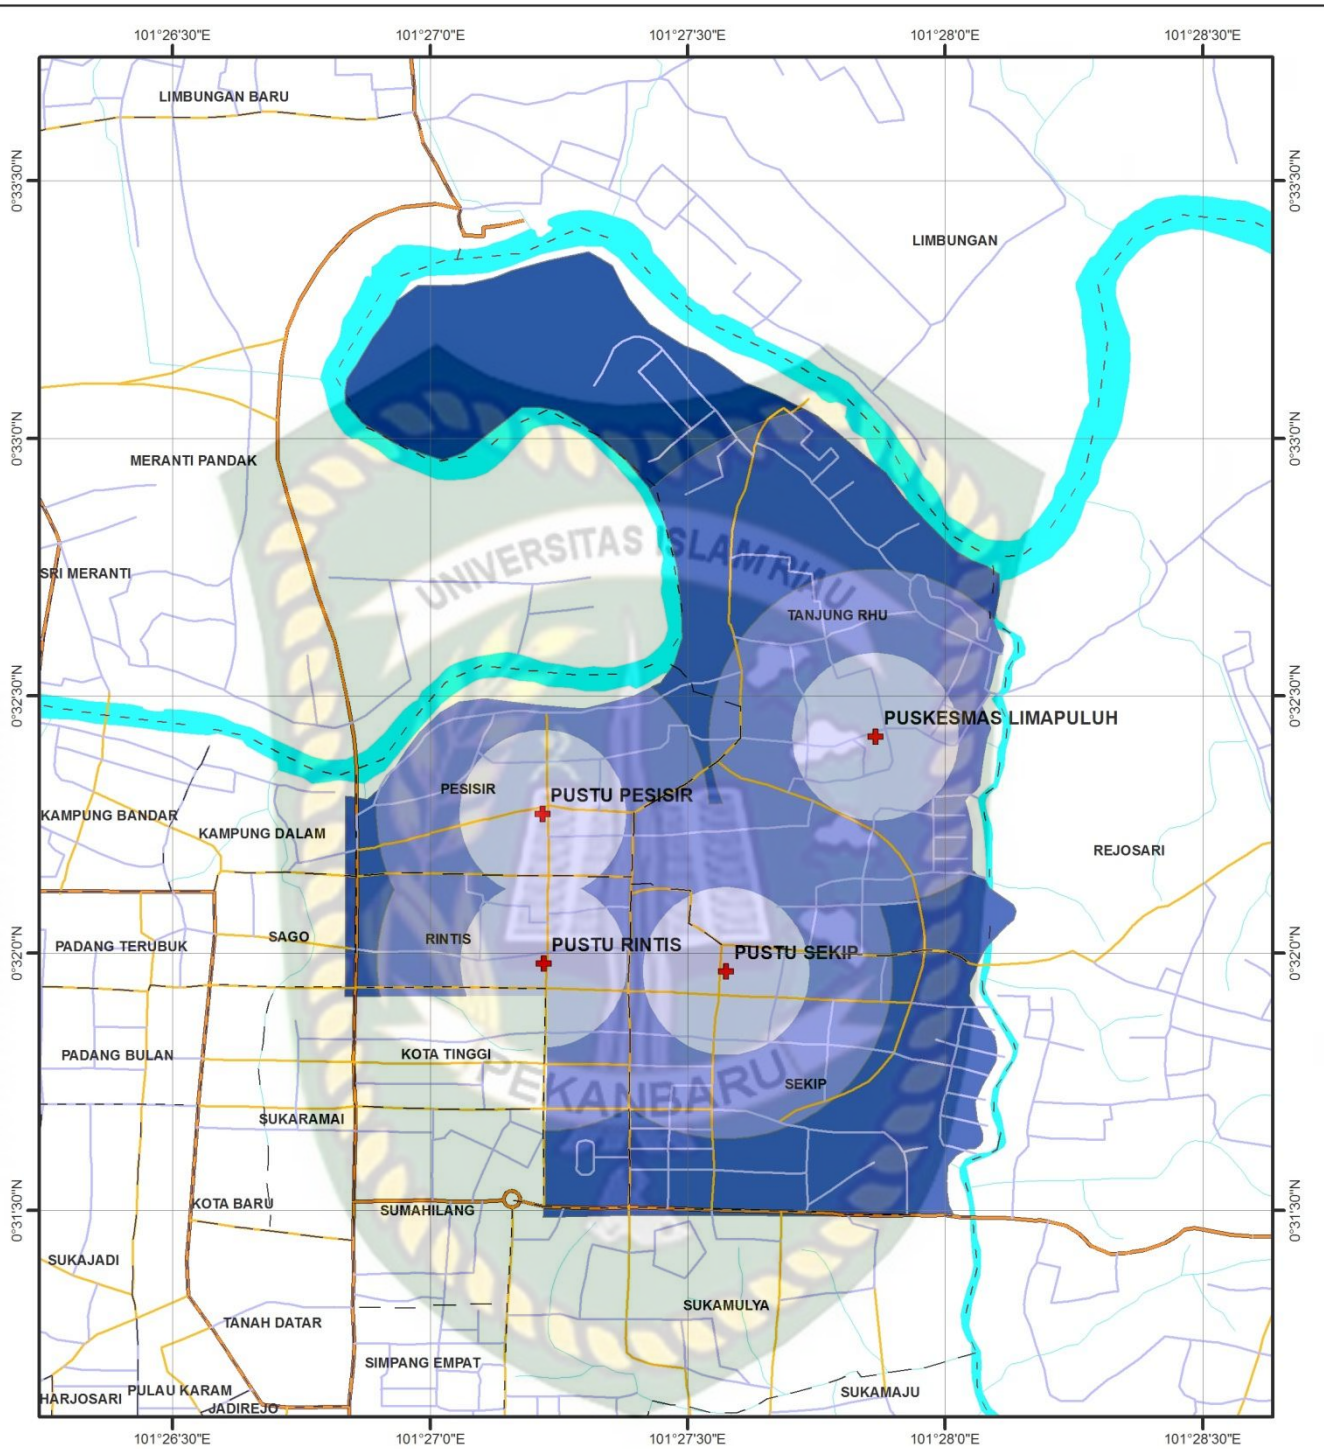 101°26'30"E 101°27'0"E 101°27'30"E 101°28'0"E 101°28'30"E
LIMBUNGAN BARU
0°33'30"N 0°33'30"N
LIMBUNGAN
0°33'0"N 0°33'0"N
MERANTI PANDAK
UNIVERSITAS ISLAM RIAU
SRI MERANTI
TANJUNG RHU
0°32'30"N 0°32'30"N
PUSKESMAS LIMAPULUH
PESISIR
PUSTU PESISIR
KAMPUNG BANDAR
KAMPUNG DALAM
REJOSARI
SAGO
RINTIS
PADANG TERUBUK
PUSTU RINTIS
PUSTU SEKIP
0°32'0"N 0°32'0"N
PADANG BULAN
KOTA TINGGI
PEKANBARU
SEKIP
SUKARAMAI
KOTA BARU
SUMAHILANG
0°31'30"N 0°31'30"N
SUKAJADI
SUKAMULYA
TANAH DATAR
SIMPANG EMPAT
HARJOSARI
PULAU KARAM
SUKAMAJU
JADIREJO
101°26'30"E 101°27'0"E 101°27'30"E 101°28'0"E 101°28'30"E